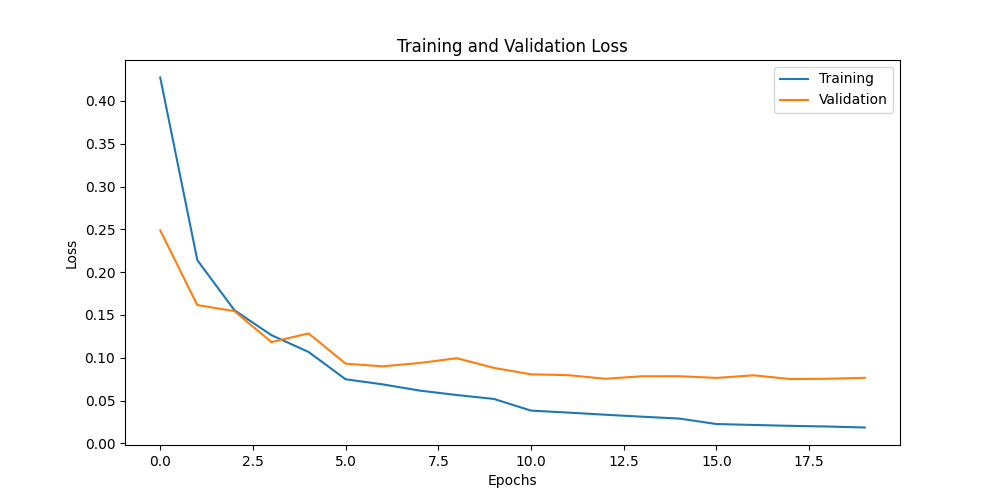 Training and Validation Loss
Training
Validation
0.40
0.35
0.30
0.25
0.20
0.15
0.10
0.05
0.00
Loss
0.0 2.5 5.0 7.5 10.0 12.5 15.0 17.5
Epochs